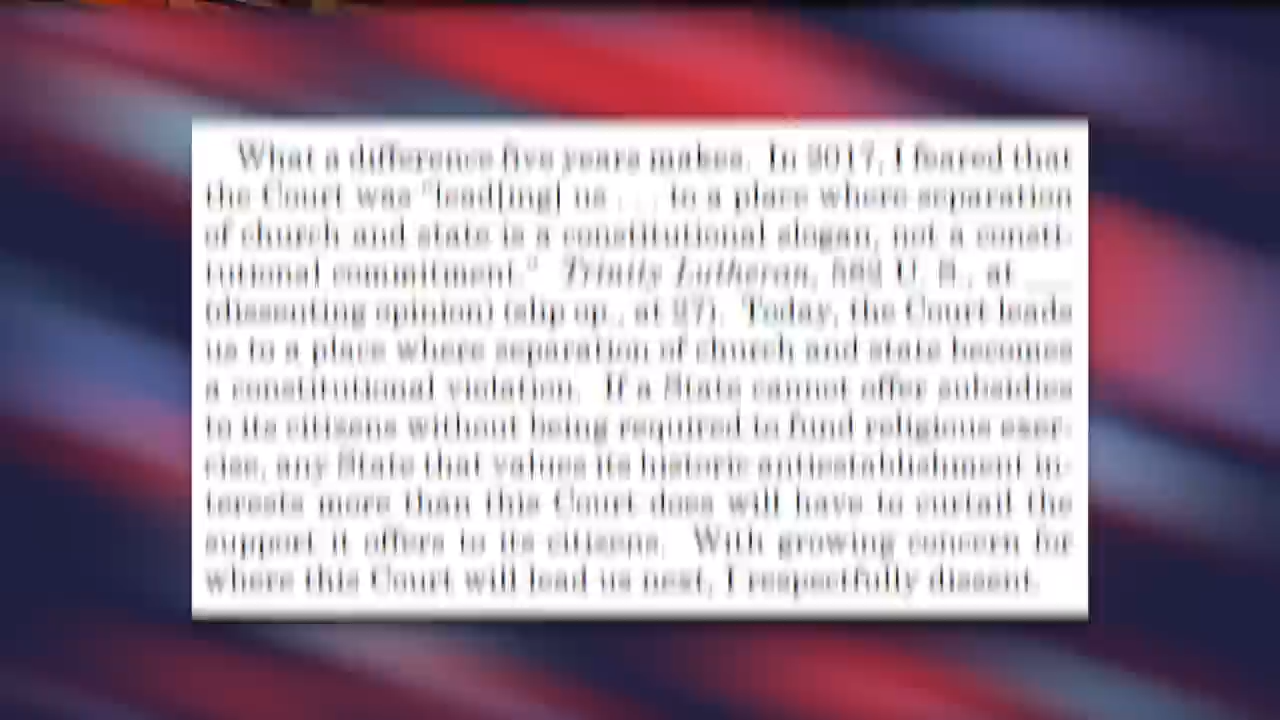 What a difference five years makes. In 2017, I feared that
the Court was "lead[ing] us . . . to a place where separation
of church and state is a constitutional slogan, not a consti-
tutional commitment." Trinity Lutheran, 582 U. S., at ___
(dissenting opinion) (slip op., at 27). Today, the Court leads
us to a place where separation of church and state becomes
a constitutional violation. If a State cannot offer subsidies
to its citizens without being required to fund religious exer-
cise, any State that values its historic antiestablishment in-
terests more than this Court does will have to curtail the
support it offers to its citizens. With growing concern for
where this Court will lead us next, I respectfully dissent.